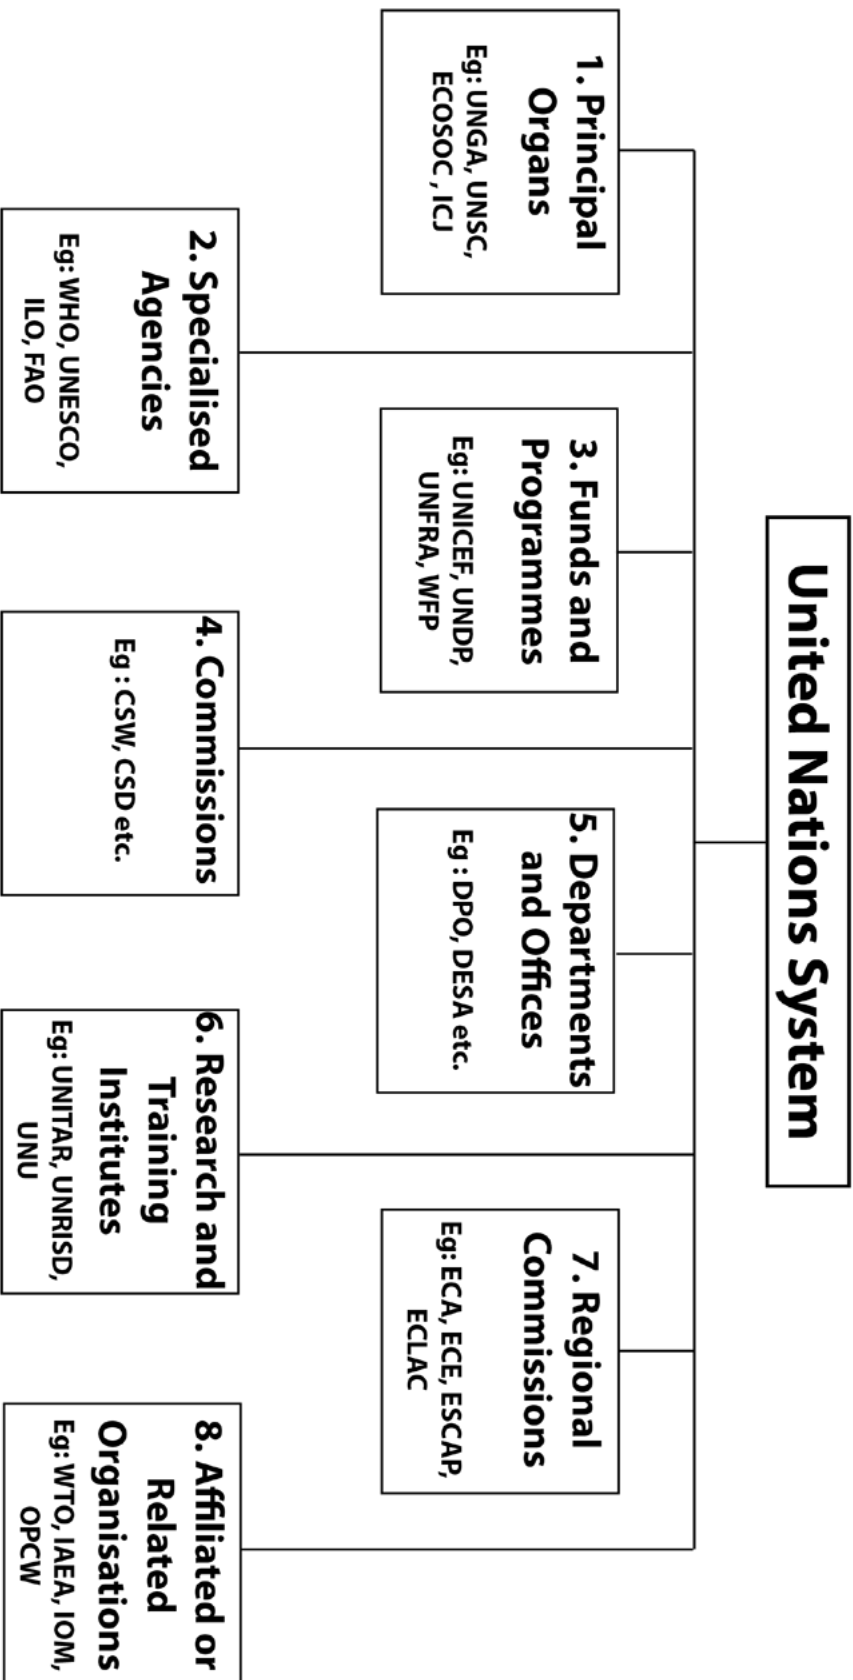 United Nations System
1. Principal
Organs
Eg: UNGA, UNSC,
ECOSOC , ICJ
2. Specialised
Agencies
Eg: WHO, UNESCO,
ILO, FAO
3. Funds and
Programmes
Eg: UNICEF, UNDP,
UNFRA, WFP
4. Commissions
Eg : CSW, CSD etc.
5. Departments
and Offices
Eg : DPO, DESA etc.
6. Research and
Training
Institutes
Eg: UNITAR, UNRISD,
UNU
7. Regional
Commissions
Eg: ECA, ECE, ESCAP,
ECLAC
8. Affiliated or
Related
Organisations
Eg: WTO, IAEA, IOM,
OPCW